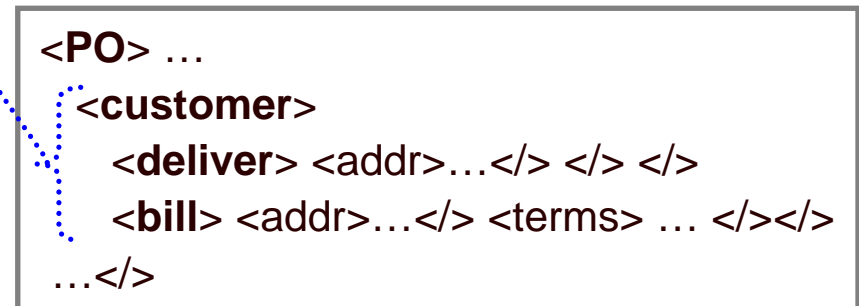 <PO> …
<customer>
<deliver> <addr>…</> </> </>
<bill> <addr>…</> <terms> … </></>
…</>